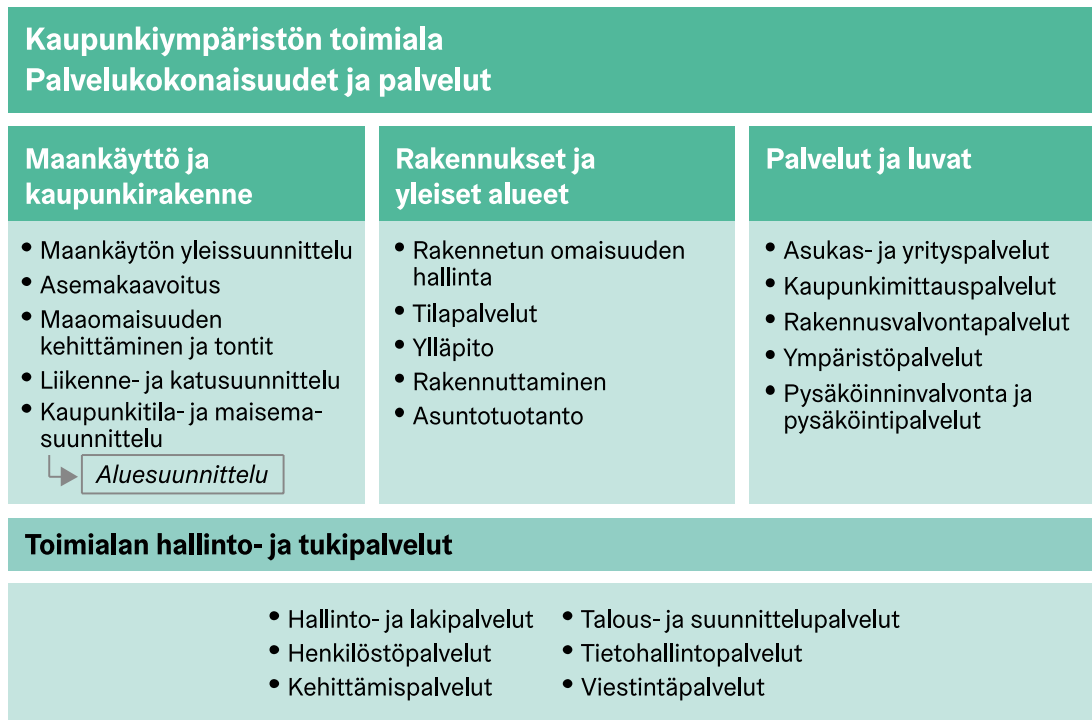 Kaupunkiympäristön toimiala
Palvelukokonaisuudet ja palvelut
Maankäyttö ja
kaupunkirakenne
• Maankäytön yleissuunnittelu
• Asemakaavoitus
• Maaomaisuuden
kehittäminen ja tontit
• Liikenne- ja katusuunnittelu
• Kaupunkitila- ja maisema-
suunnittelu
Aluesuunnittelu
Rakennukset ja
yleiset alueet
• Rakennetun omaisuuden
hallinta
• Tilapalvelut
• Ylläpito
• Rakennuttaminen
• Asuntotuotanto
Palvelut ja luvat
• Asukas- ja yrityspalvelut
• Kaupunkimittauspalvelut
• Rakennusvalvontapalvelut
• Ympäristöpalvelut
• Pysäköinninvalvonta ja
pysäköintipalvelut
Toimialan hallinto- ja tukipalvelut
• Hallinto- ja lakipalvelut
• Henkilöstöpalvelut
• Kehittämispalvelut
• Talous- ja suunnittelupalvelut
• Tietohallintopalvelut
• Viestintäpalvelut